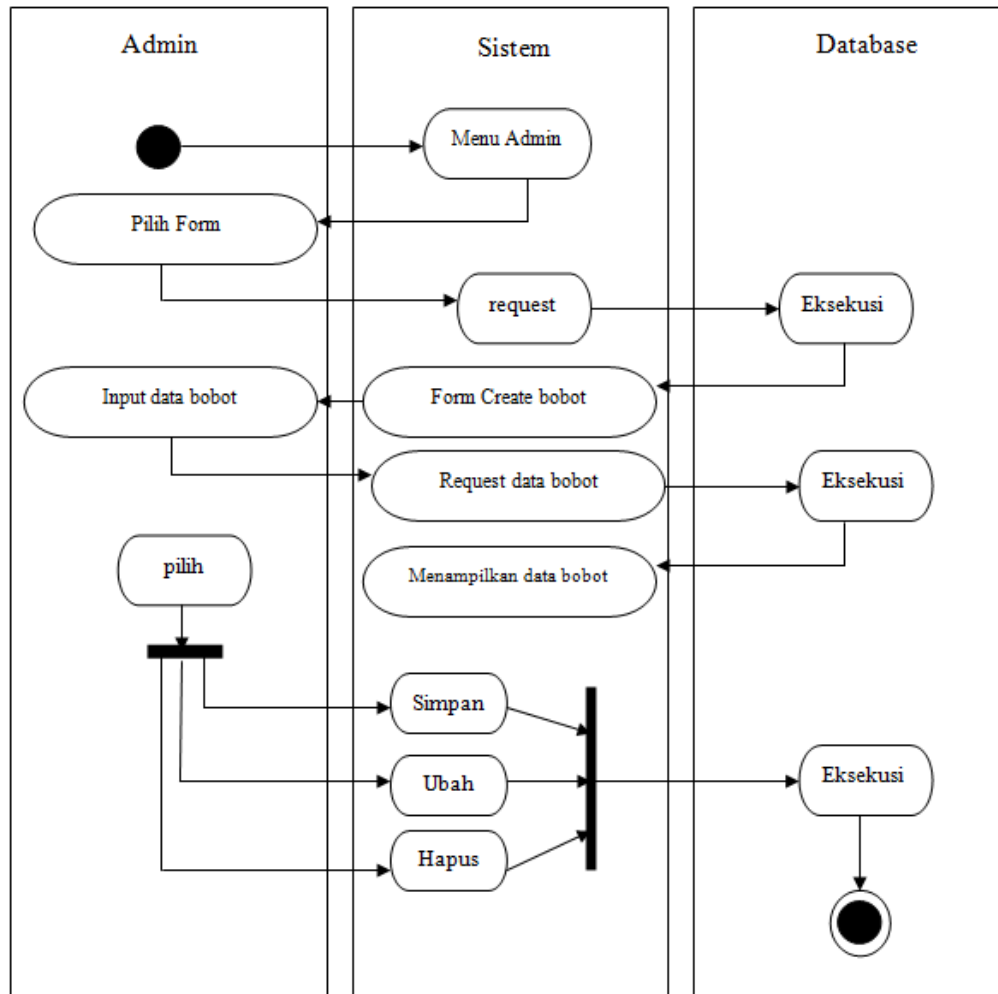 Admin
Sistem
Database
Menu Admin
Pilih Form
request
Eksekusi
Input data bobot
Form Create bobot
Request data bobot
Eksekusi
pilih
Menampilkan data bobot
Simpan
Ubah
Eksekusi
Hapus